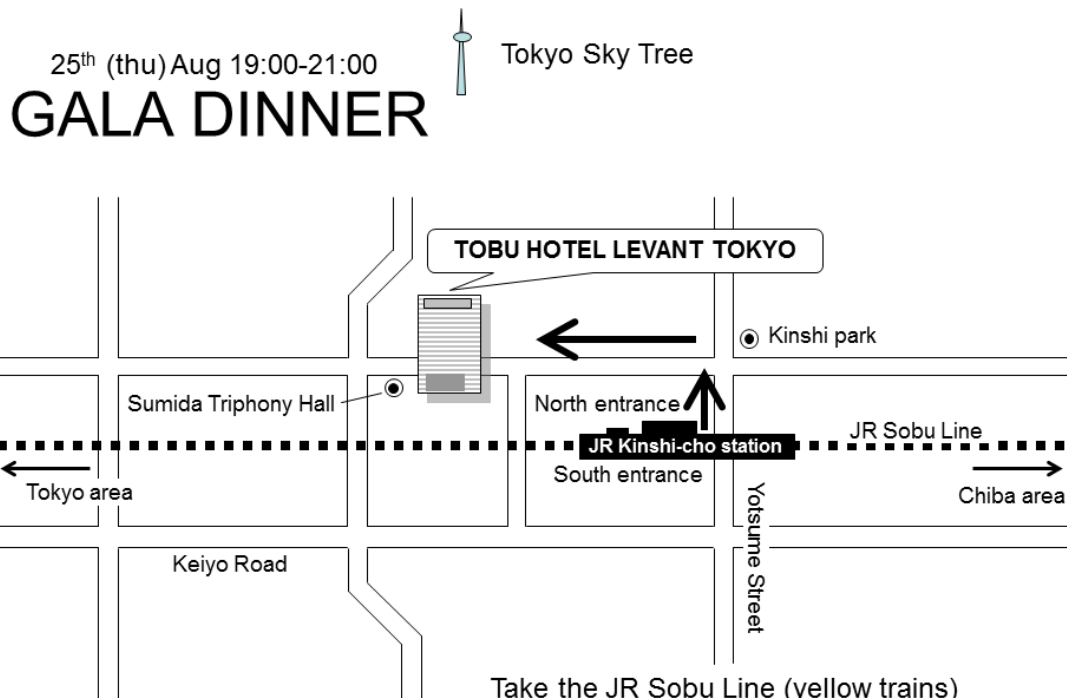 Tokyo Sky Tree
25th (thu) Aug 19:00-21:00
GALA DINNER
TOBU HOTEL LEVANT TOKYO
Kinshi park
Sumida Triphony Hall
North entrance
JR Sobu Line
JR Kinshi-cho station
South entrance
Tokyo area
Chiba area
Yotsume Street
Keiyo Road
Take the JR Sobu Line (yellow trains)